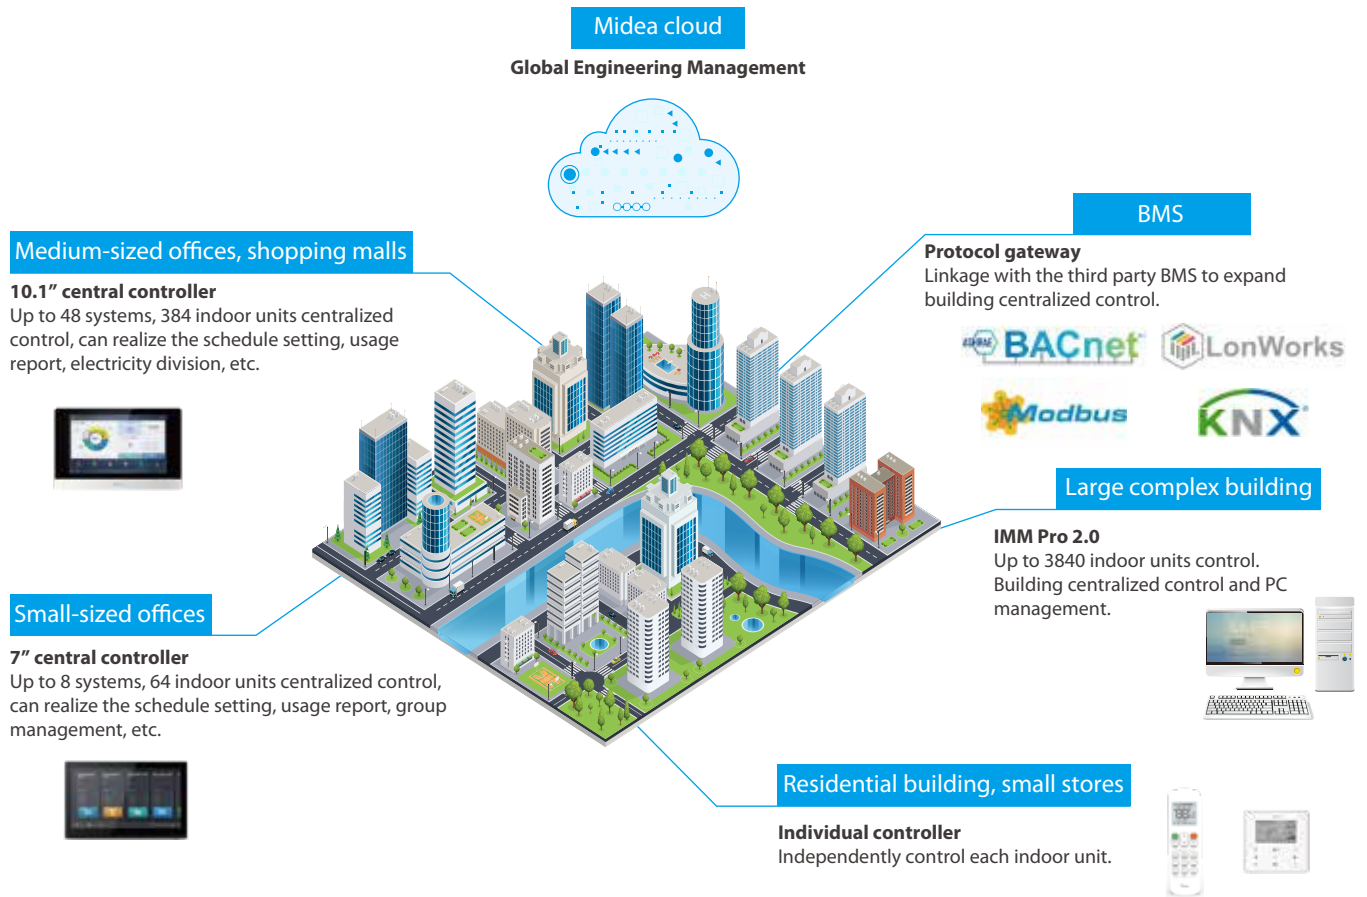 Midea cloud
Global Engineering Management
BMS
Protocol gateway
Linkage with the third party BMS to expand
building centralized control.
ASHRAE BACnet
LonWorks
Modbus
KNX
Medium-sized offices, shopping malls
10.1” central controller
Up to 48 systems, 384 indoor units centralized
control, can realize the schedule setting, usage
report, electricity division, etc.
Large complex building
IMM Pro 2.0
Up to 3840 indoor units control.
Building centralized control and PC
management.
Small-sized offices
7” central controller
Up to 8 systems, 64 indoor units centralized control,
can realize the schedule setting, usage report, group
management, etc.
Residential building, small stores
Individual controller
Independently control each indoor unit.